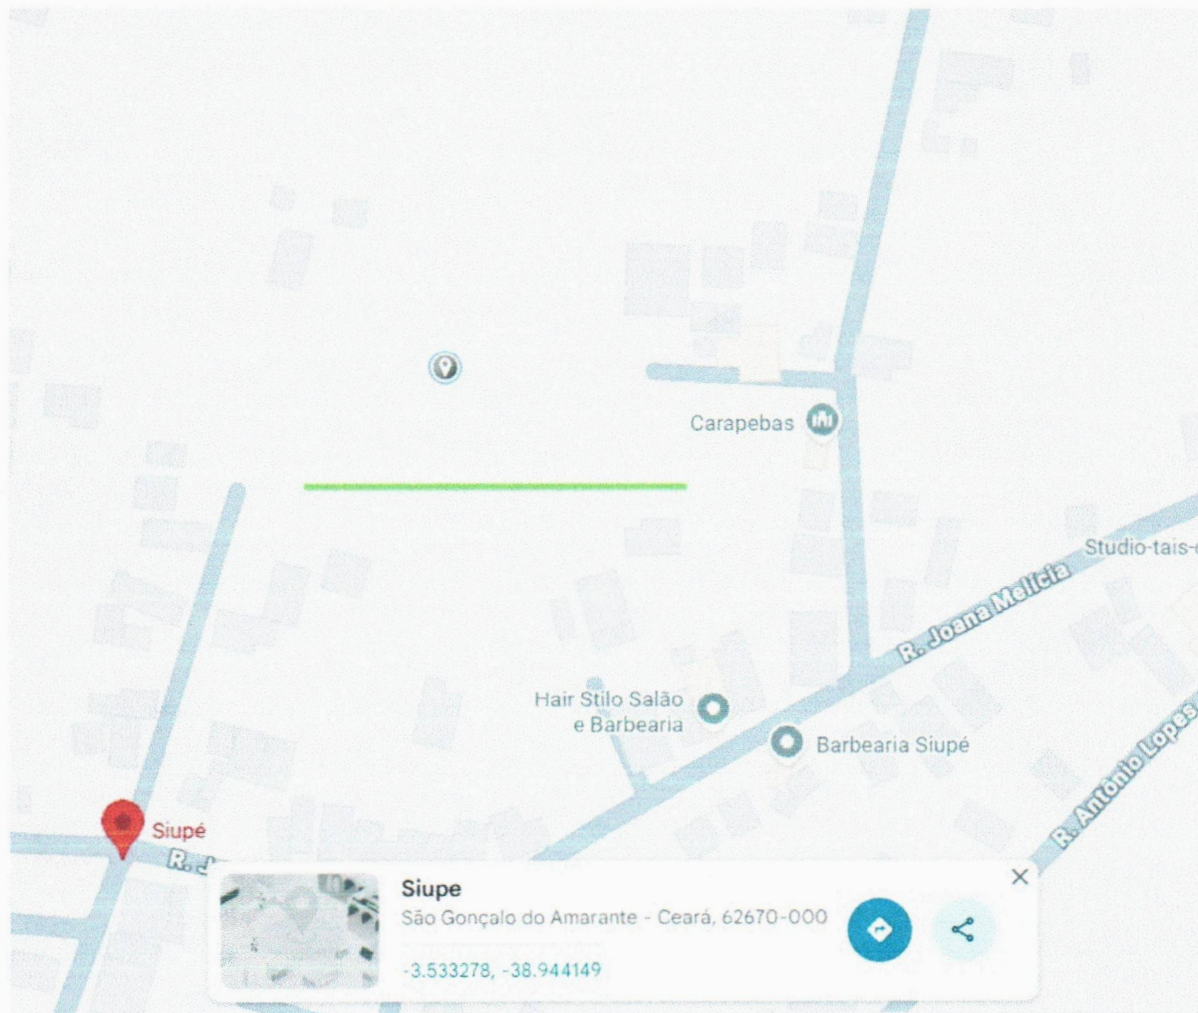 Carapebas
Studio-tais-
R. Joana Melícia
Hair Stilo Salão
e Barbearia
Barbearia Siupé
R. Antônio Lopes
Siupé
R. J
Siupe
São Gonçalo do Amarante - Ceará, 62670-000
-3.533278, -38.944149